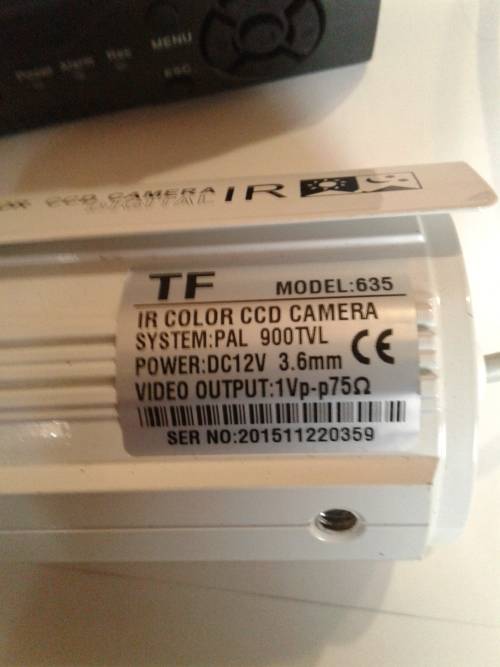 MENU
Power Alarm Rec
ESC
CCD CAMERA
DIGITAL IR
TF MODEL:635
IR COLOR CCD CAMERA
SYSTEM:PAL 900TVL
POWER:DC12V 3.6mm CE
VIDEO OUTPUT:1Vp-p75Ω
SER NO:201511220359